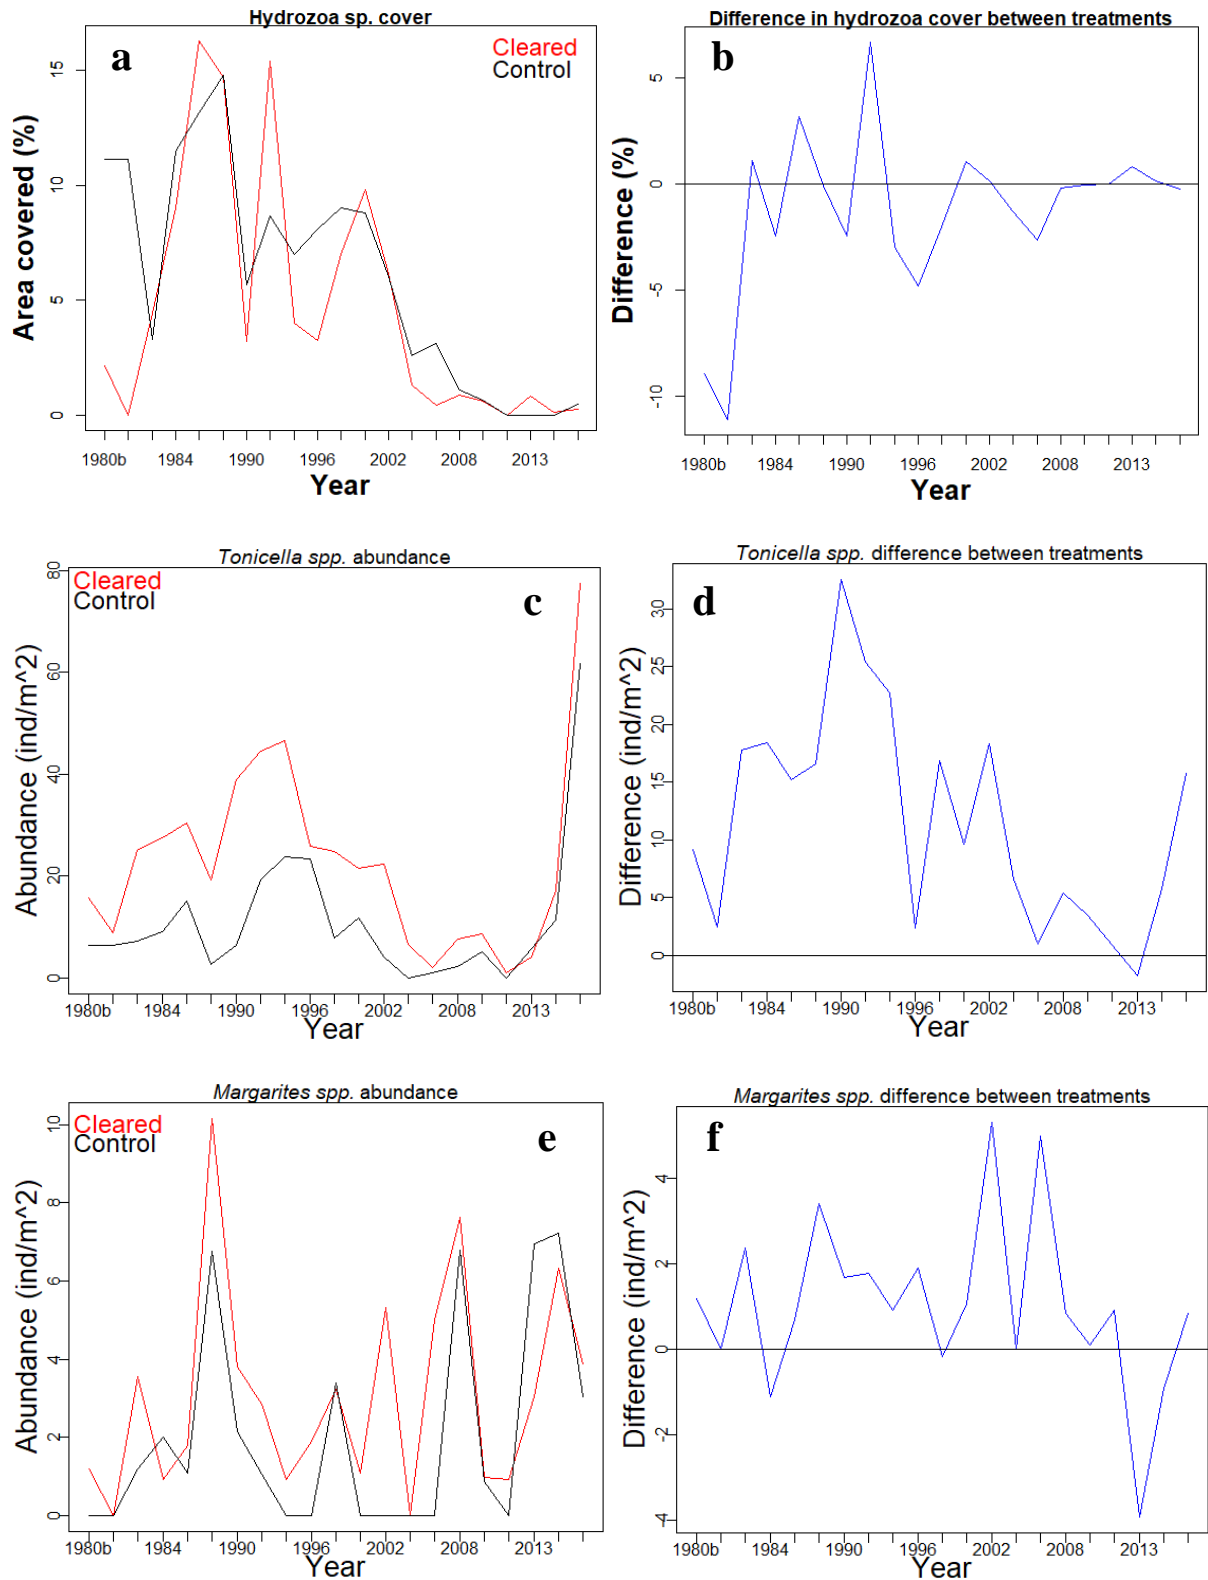 Hydrozoa sp. cover
a
Cleared
Control
Area covered (%)
15
10
5
0
1980b 1984 1990 1996 2002 2008 2013
Year
Difference in hydrozoa cover between treatments
b
Difference (%)
5
0
-5
-10
1980b 1984 1990 1996 2002 2008 2013
Year
Tonicella spp. abundance
Cleared
Control
c
Abundance (ind/m^2)
80
60
40
20
0
1980b 1984 1990 1996 2002 2008 2013
Year
Tonicella spp. difference between treatments
d
Difference (ind/m^2)
30
25
20
15
10
5
0
1980b 1984 1990 1996 2002 2008 2013
Year
Margarites spp. abundance
Cleared
Control
e
Abundance (ind/m^2)
10
8
6
4
2
0
1980b 1984 1990 1996 2002 2008 2013
Year
Margarites spp. difference between treatments
f
Difference (ind/m^2)
4
2
0
-2
-4
1980b 1984 1990 1996 2002 2008 2013
Year